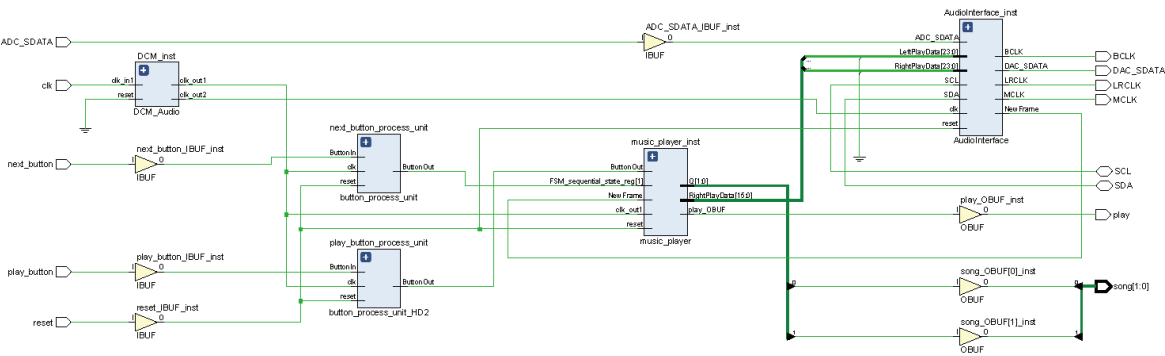 AudioInterface_inst
ADC_SDATA_IBUF_inst
ADC_SDATA
I O
IBUF
ADC_SDATA
LeftPlayData[23:0]
BCLK
BCLK
RightPlayData[23:0]
DAC_SDATA
DAC_SDATA
SCL
LRCLK
LRCLK
SDA
MCLK
MCLK
clk
New Frame
reset
AudioInterface
DCM_inst
clk
clk_in1
clk_out1
reset
clk_out2
DCM_Audio
next_button_process_unit
next_button_IBUF_inst
next_button
I O
IBUF
Button In
Button Out
clk
reset
button_process_unit
music_player_inst
Button Out
FSM_sequential_state_reg[1]
Q[1:0]
New Frame
RightPlayData[15:0]
clk_out1
play_OBUF
reset
music_player
SCL
SDA
play_OBUF_inst
I O
play
OBUF
play_button_process_unit
play_button_IBUF_inst
play_button
I O
IBUF
Button In
Button Out
clk
reset
button_process_unit_HD2
reset_IBUF_inst
reset
I O
IBUF
song_OBUF[0]_inst
0
I O
0
song[1:0]
OBUF
song_OBUF[1]_inst
1
I O
1
OBUF